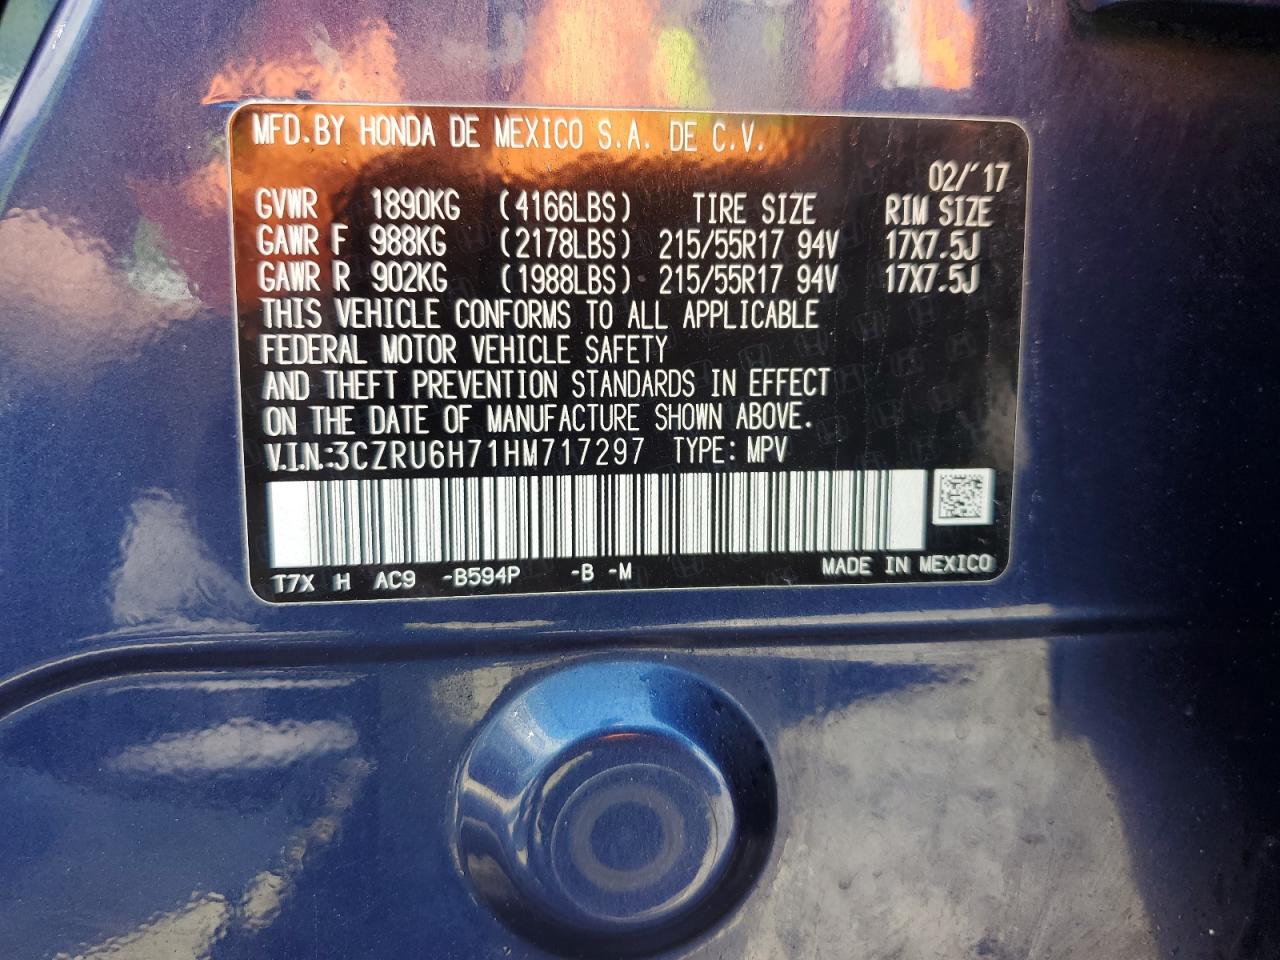 MFD.BY HONDA DE MEXICO S.A. DE C.V.
02/'17
GVWR 1890KG (4166LBS) TIRE SIZE RIM SIZE
GAWR F 988KG (2178LBS) 215/55R17 94V 17X7.5J
GAWR R 902KG (1988LBS) 215/55R17 94V 17X7.5J
THIS VEHICLE CONFORMS TO ALL APPLICABLE
FEDERAL MOTOR VEHICLE SAFETY
AND THEFT PREVENTION STANDARDS IN EFFECT
ON THE DATE OF MANUFACTURE SHOWN ABOVE.
V.I.N.:3CZRU6H71HM717297 TYPE: MPV
T7X H AC9 -B594P -B -M MADE IN MEXICO